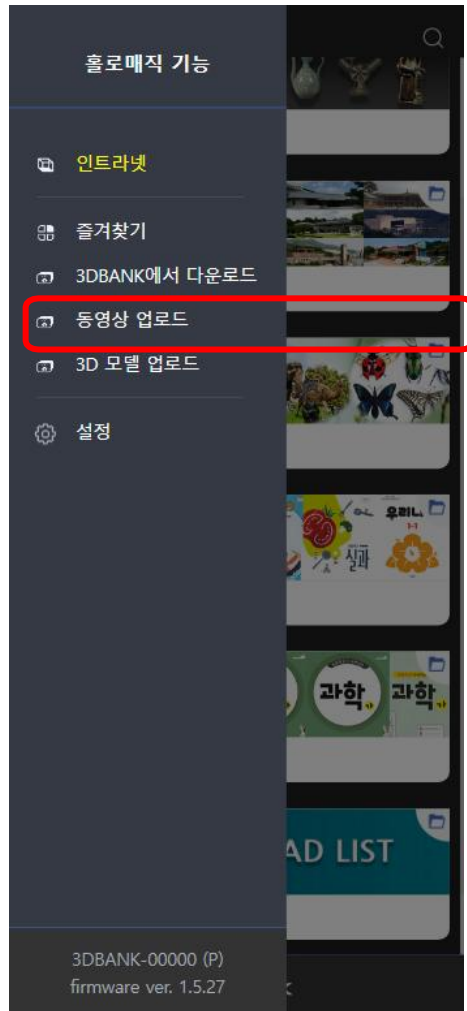 홀로매직 기능
인트라넷
즐겨찾기
3DBANK에서 다운로드
동영상 업로드
3D 모델 업로드
설정
실과
우리나
1-1
과학
과학
AD LIST
3DBANK-00000 (P)
firmware ver. 1.5.27